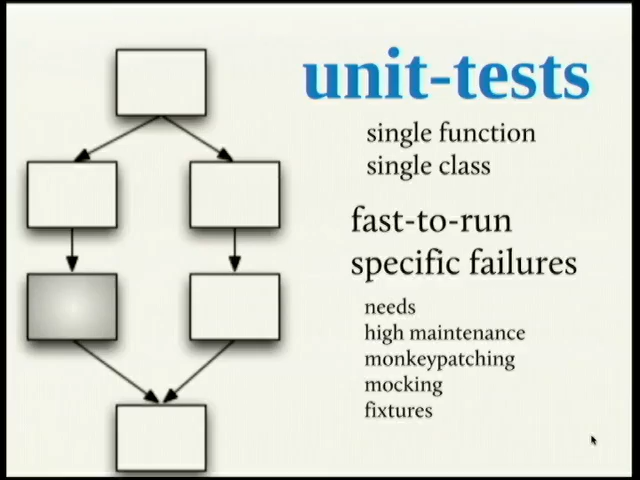 unit-tests
single function
single class
fast-to-run
specific failures
needs
high maintenance
monkeypatching
mocking
fixtures